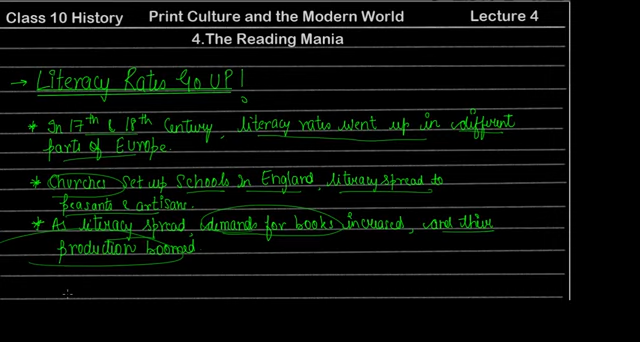 Class 10 History Print Culture and the Modern World Lecture 4
4.The Reading Mania
→ Literacy Rates Go UP!
* In 17th & 18th Century, literacy rates went up in different
parts of Europe.
* Churches set up Schools in England, literacy spread to
peasants & artisans.
* As literacy spread, demands for books increased, and their
production boomed